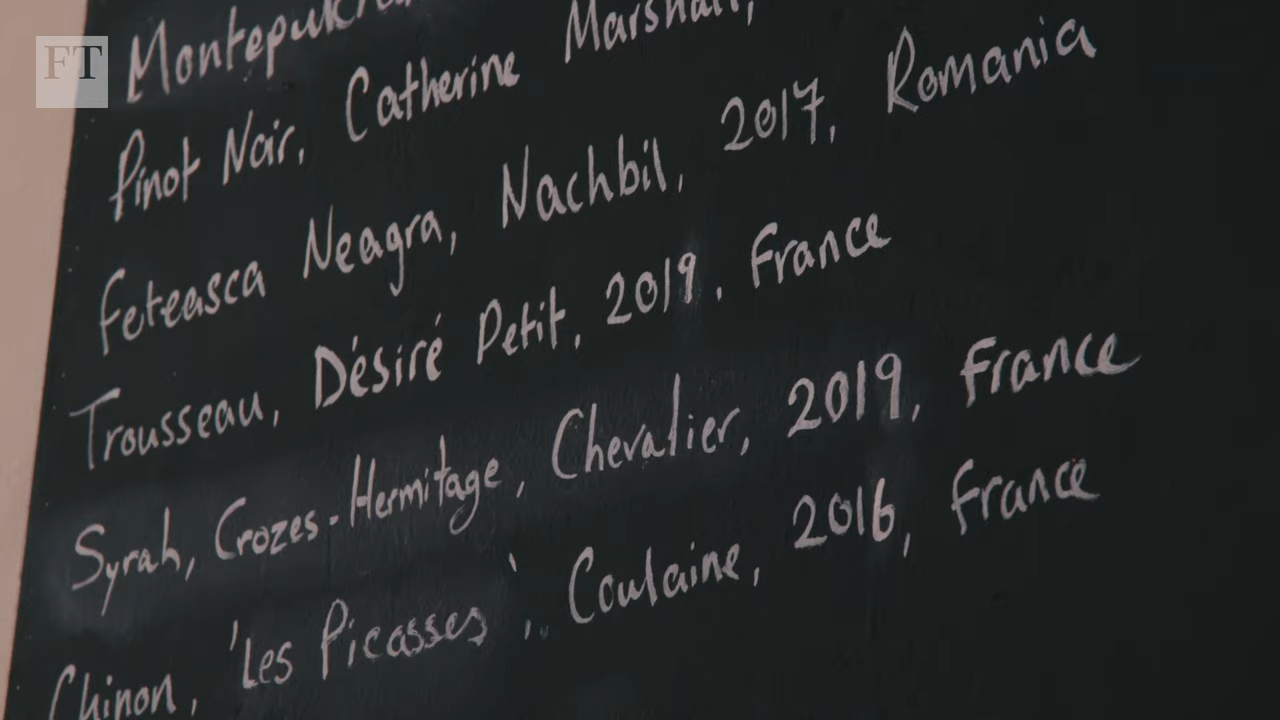 FT
Pinot Noir, Catherine Marshall,
Feteasca Neagra, Nachbil, 2017, Romania
Trousseau, Désiré Petit, 2019, France
Syrah, Crozes-Hermitage, Chevalier, 2019, France
Chinon, 'Les Picasses', Coulaine, 2016, France